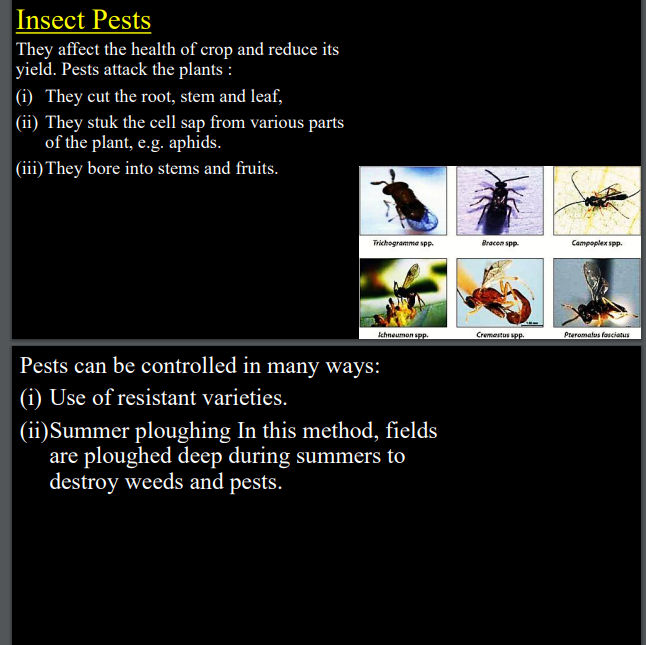 Insect Pests
They affect the health of crop and reduce its
yield. Pests attack the plants :
(i) They cut the root, stem and leaf,
(ii) They stuk the cell sap from various parts
of the plant, e.g. aphids.
(iii) They bore into stems and fruits.
Trichogramma spp. Bracon spp. Campoplex spp.
Ichneumon spp. Cremastus spp. Pteromalus fasciatus
Pests can be controlled in many ways:
(i) Use of resistant varieties.
(ii)Summer ploughing In this method, fields
are ploughed deep during summers to
destroy weeds and pests.